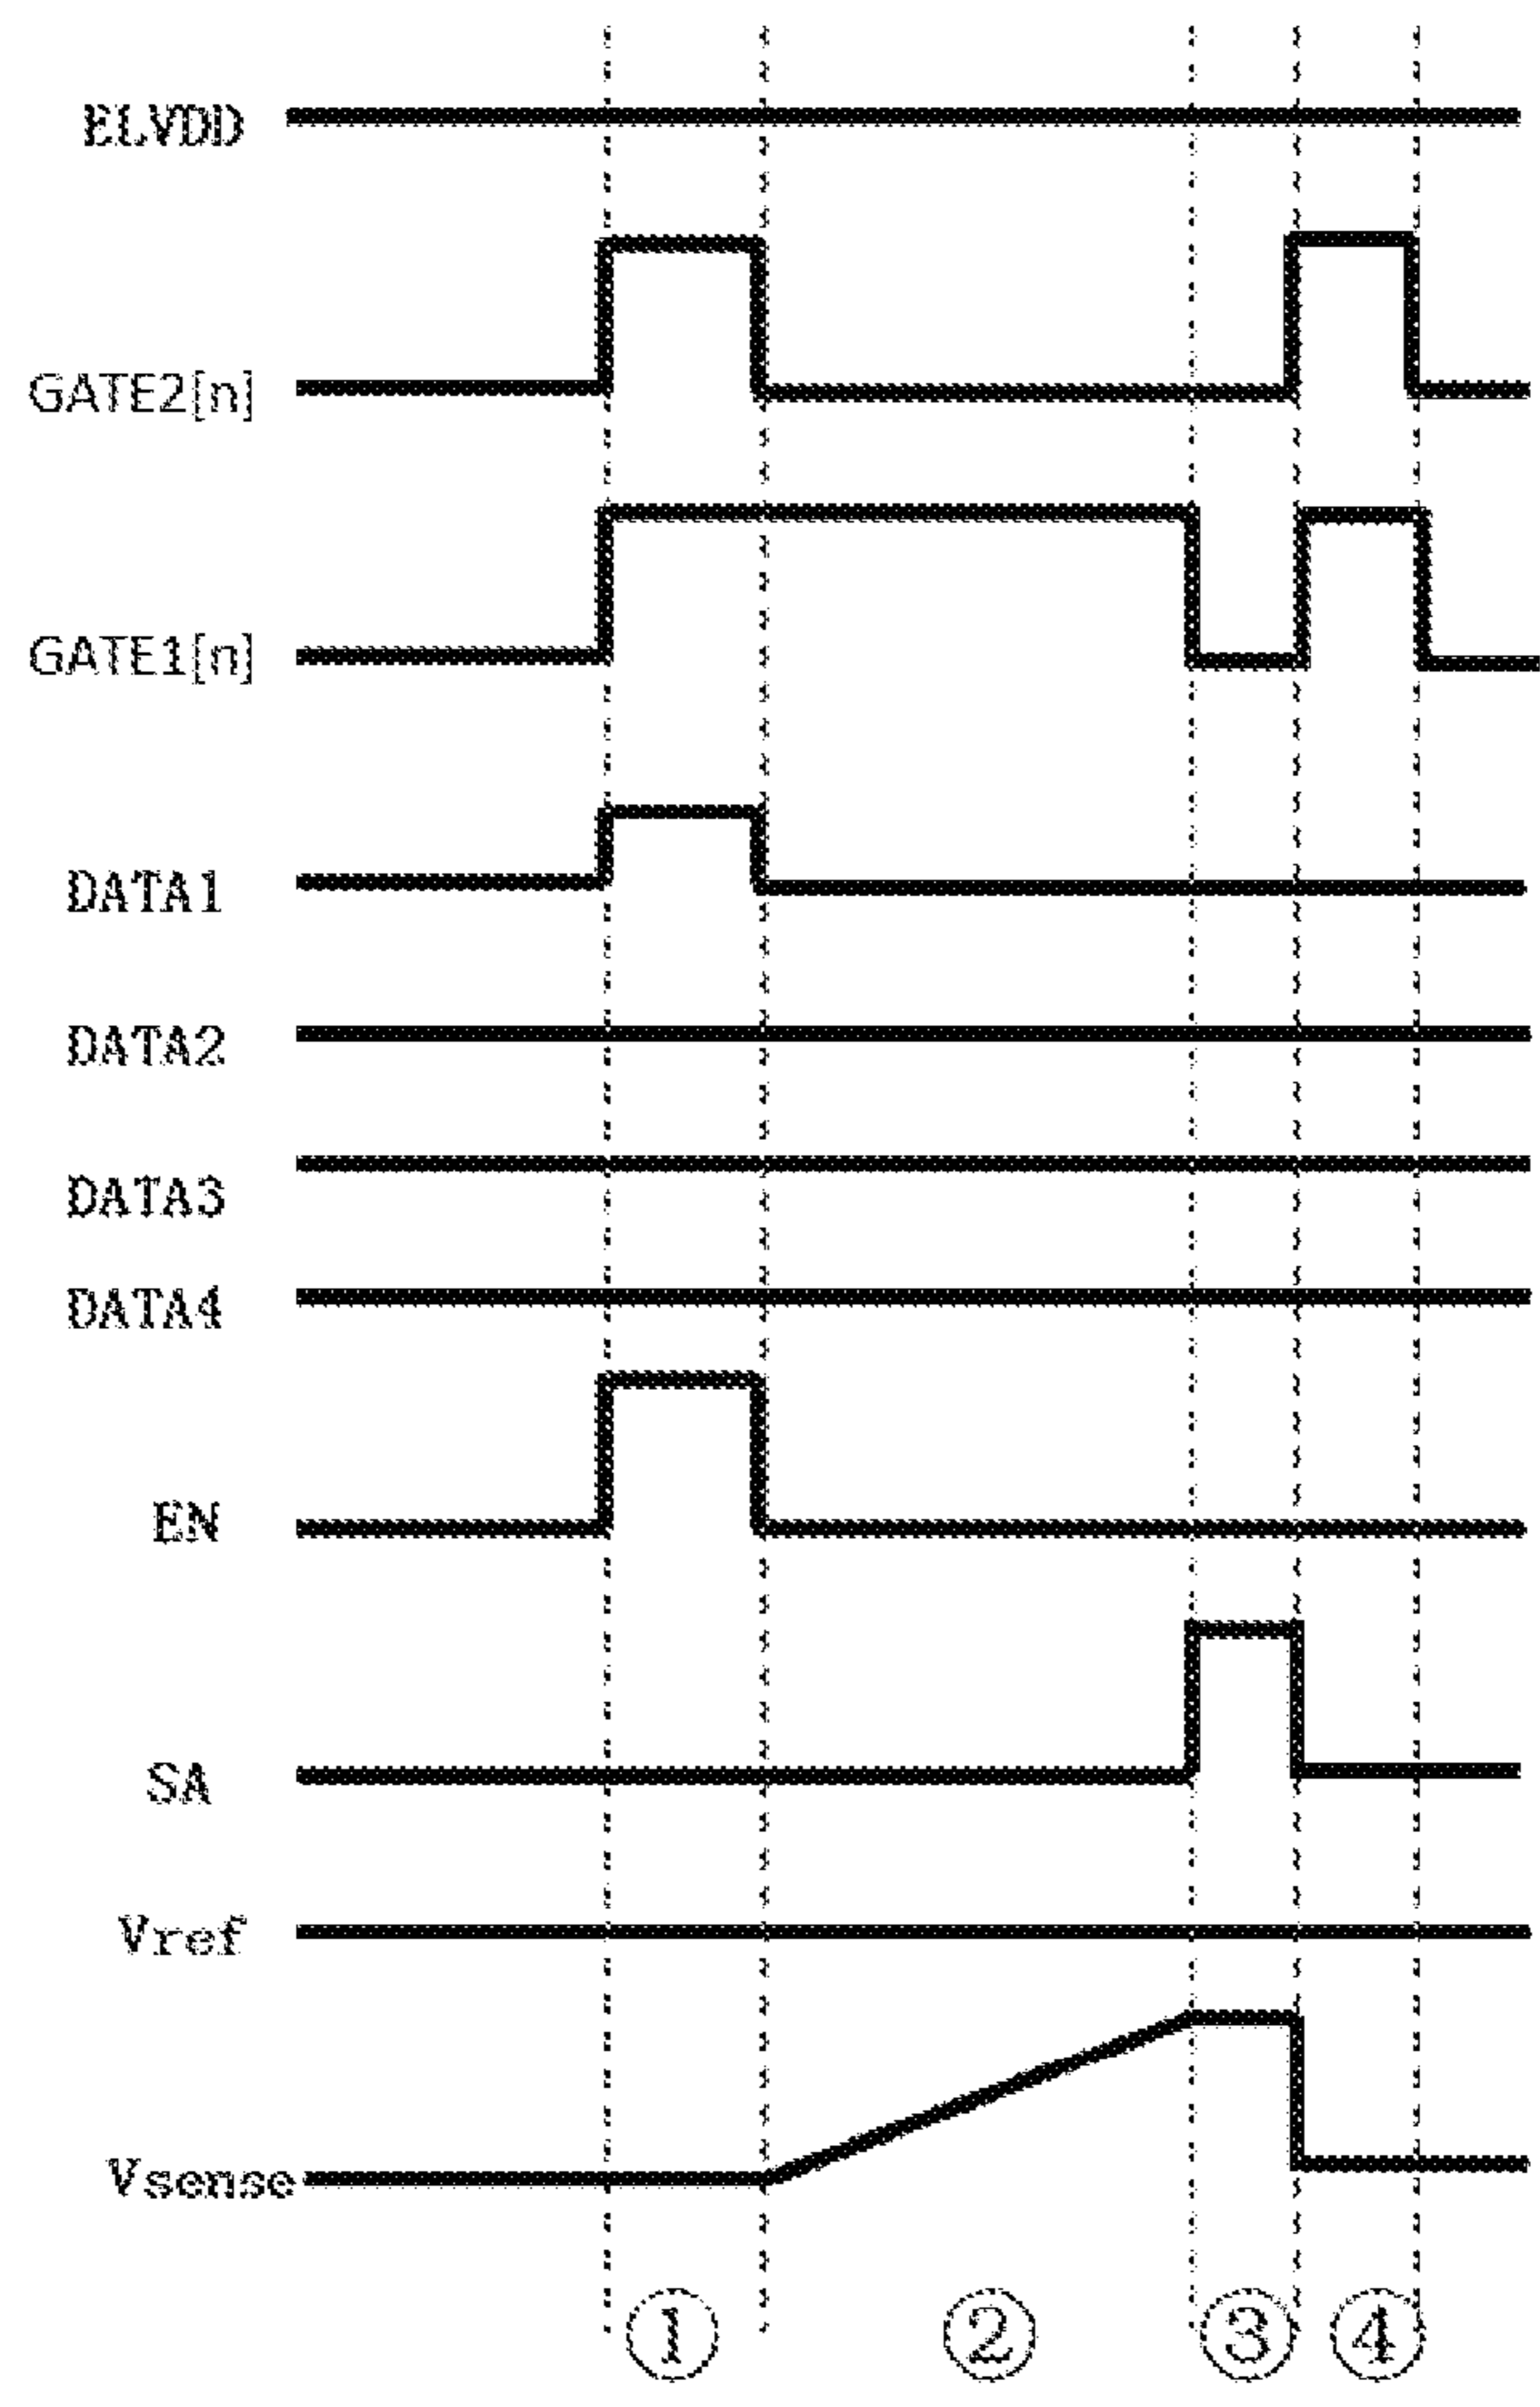 ELVDD
GATE2[n]
GATE1[n]
DATA1
DATA2
DATA3
DATA4
EN
SA
Vref
Vsense
① ② ③ ④